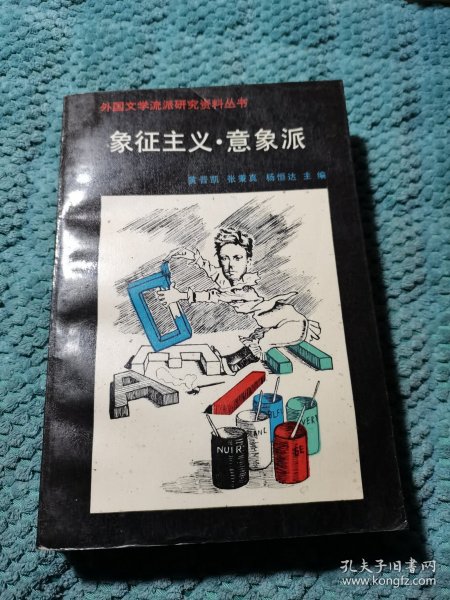 外国文学流派研究资料丛书
象征主义·意象派
黄晋凯 张秉真 杨恒达 主编
A
NUIR
孔夫子旧书网
www.kongfz.com